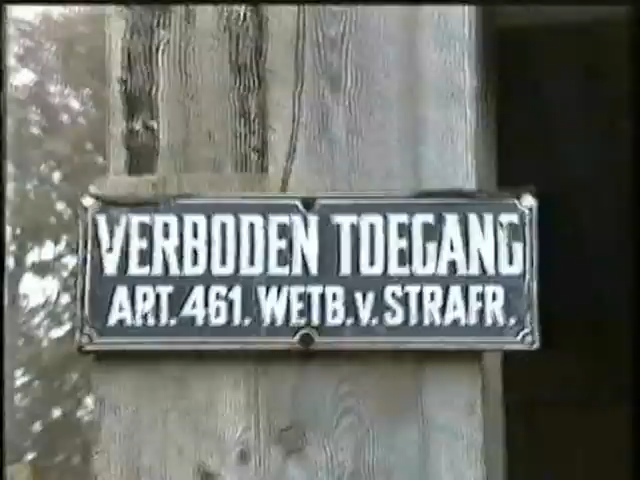 VERBODEN TOEGANG
ART. 461. WETB. v. STRAFR.